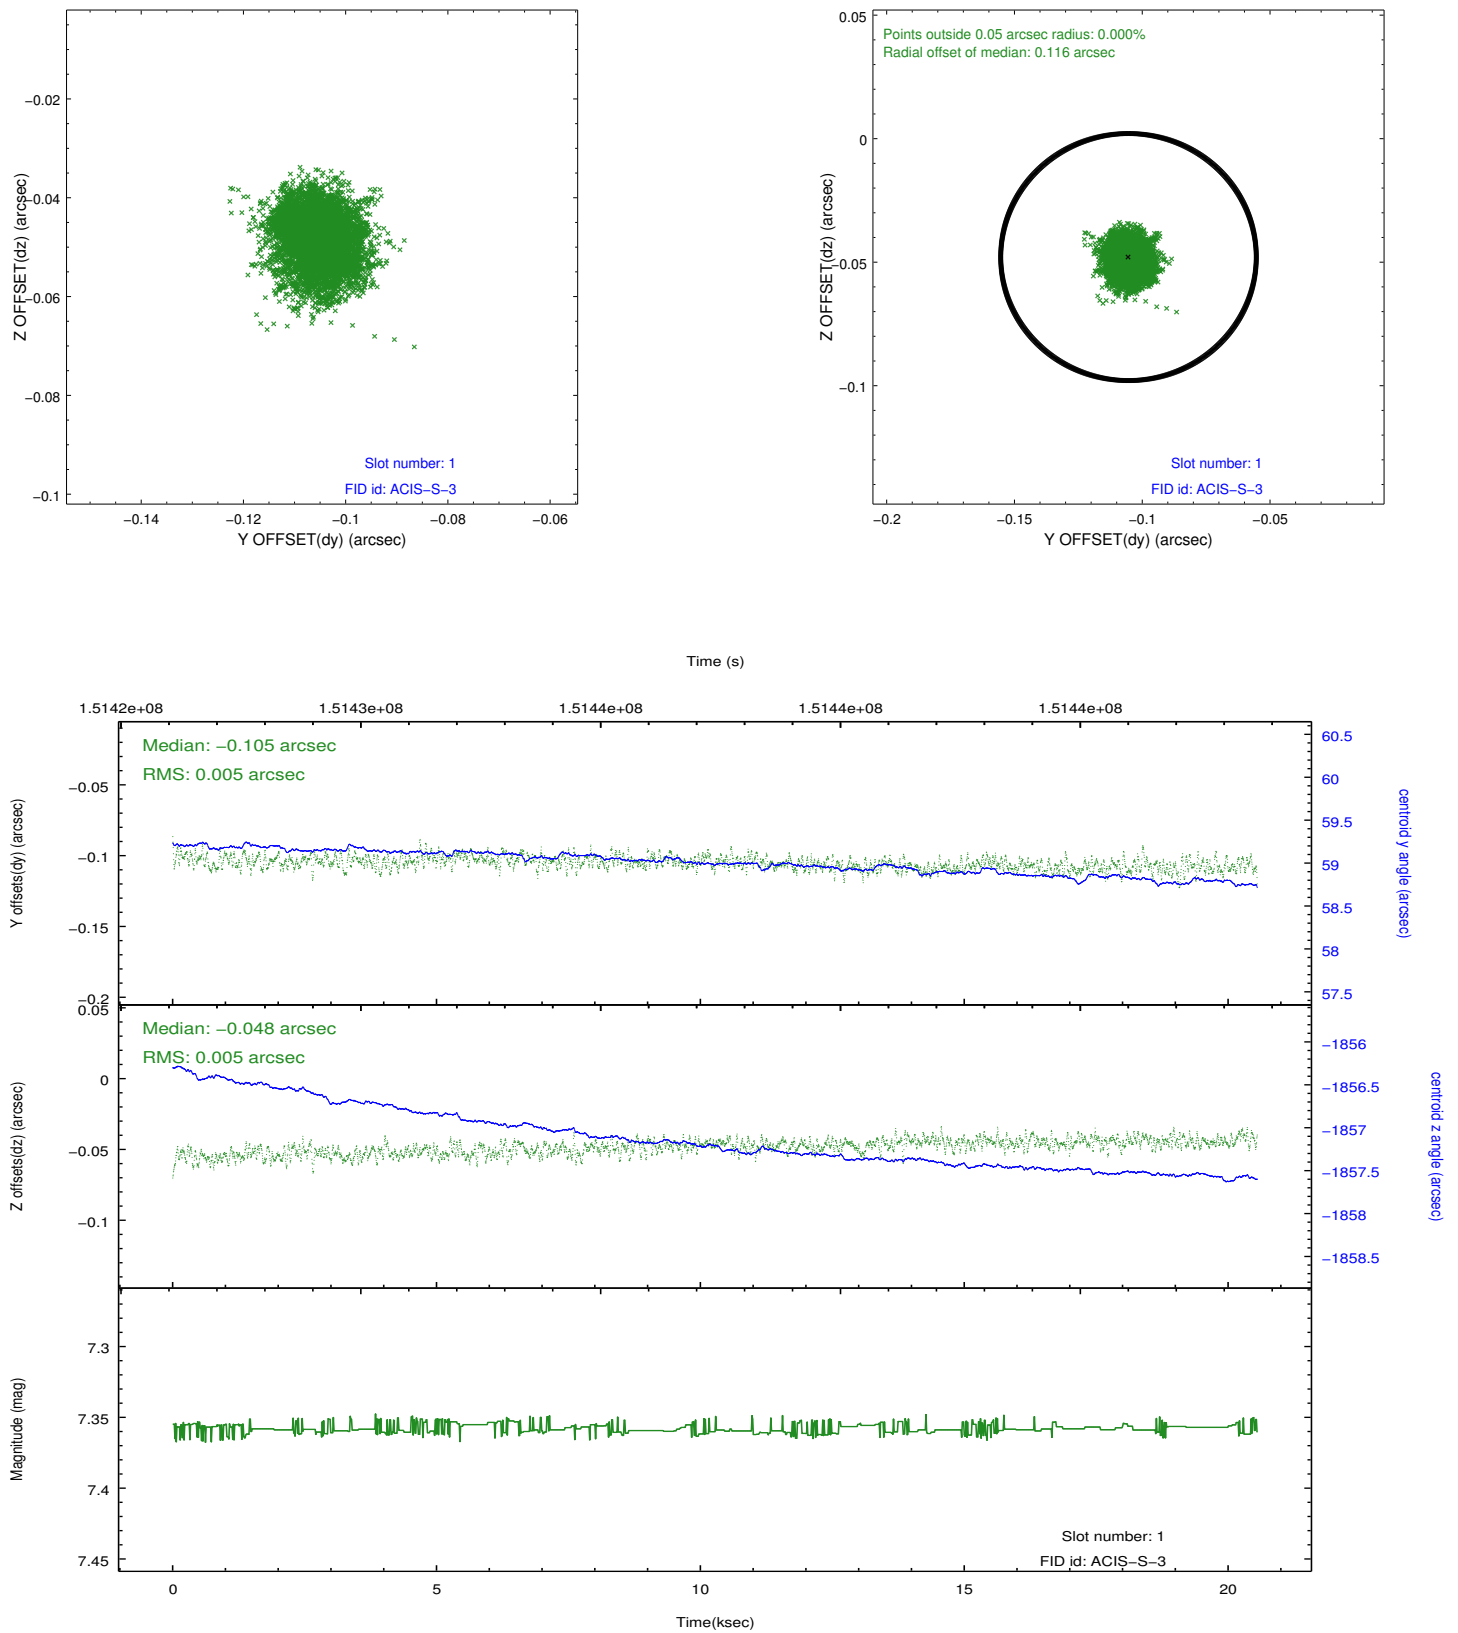 −0.02
−0.04
−0.06
−0.08
−0.1
Z OFFSET(dz) (arcsec)
Slot number: 1
FID id: ACIS−S−3
−0.14
−0.12
−0.1
−0.08
−0.06
Y OFFSET(dy) (arcsec)
0.05
0
−0.05
−0.1
Z OFFSET(dz) (arcsec)
Points outside 0.05 arcsec radius: 0.000%
Radial offset of median: 0.116 arcsec
Slot number: 1
FID id: ACIS−S−3
−0.2
−0.15
−0.1
−0.05
Y OFFSET(dy) (arcsec)
Time (s)
1.5142e+08
1.5143e+08
1.5144e+08
1.5144e+08
1.5144e+08
Median: −0.105 arcsec
RMS: 0.005 arcsec
−0.05
−0.1
−0.15
−0.2
Y offsets(dy) (arcsec)
60.5
60
59.5
59
58.5
58
57.5
centroid y angle (arcsec)
Median: −0.048 arcsec
RMS: 0.005 arcsec
0.05
0
−0.05
−0.1
Z offsets(dz) (arcsec)
−1856
−1856.5
−1857
−1857.5
−1858
−1858.5
centroid z angle (arcsec)
7.3
7.35
7.4
7.45
Magnitude (mag)
Slot number: 1
FID id: ACIS−S−3
0
5
10
15
20
Time(ksec)